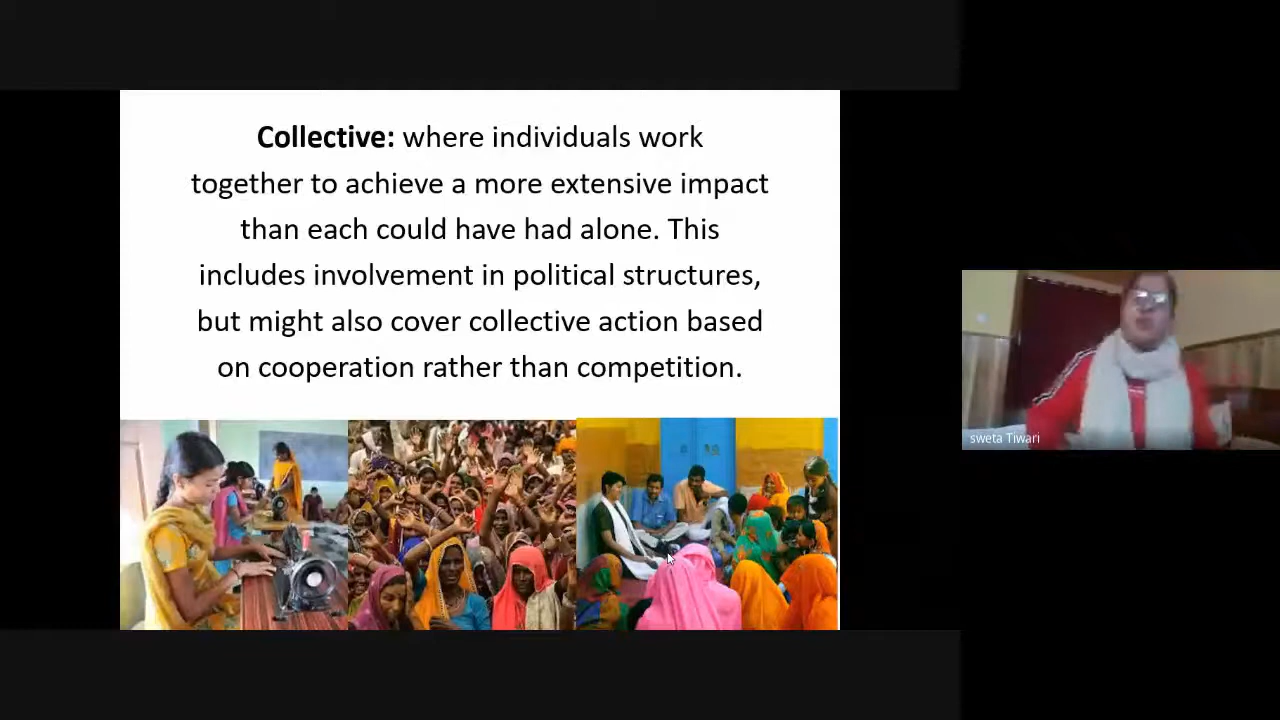 Collective: where individuals work
together to achieve a more extensive impact
than each could have had alone. This
includes involvement in political structures,
but might also cover collective action based
on cooperation rather than competition.
sweta Tiwari